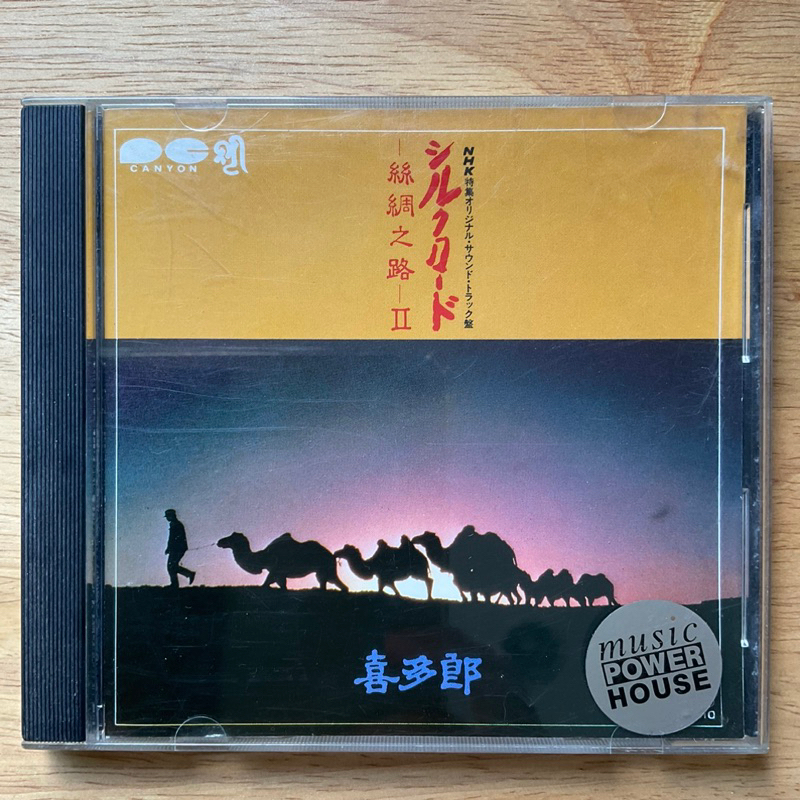 CANYON
NHK特集オリジナル・サウンド・トラック盤
シルクロード
―絲綢之路―II
喜多郎
music
POWER
HOUSE
10